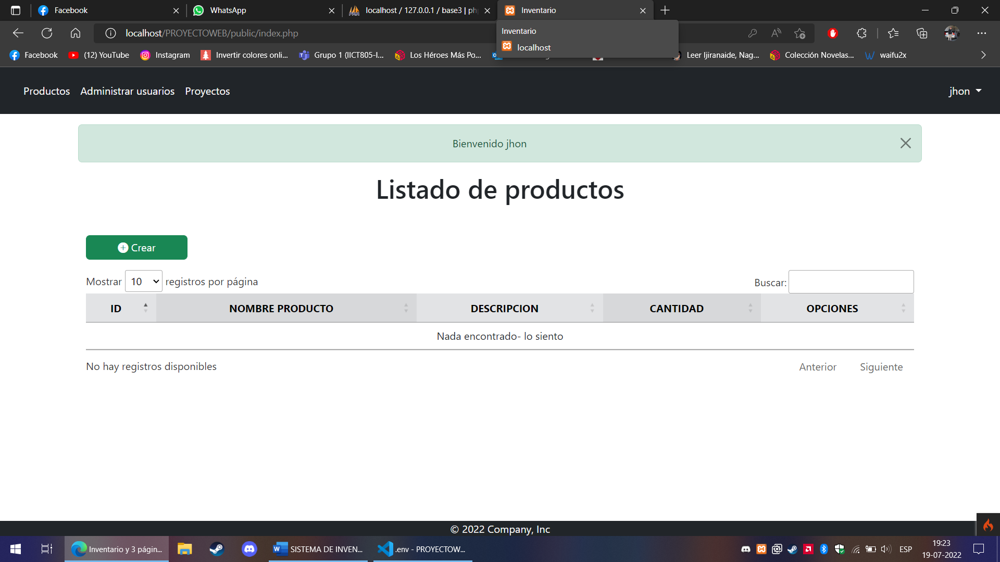 Facebook
WhatsApp
localhost / 127.0.0.1 / base3 | ph
Inventario
localhost/PROYECTOWEB/public/index.php
Inventario
localhost
Facebook
(12) YouTube
Instagram
Invertir colores onli...
Grupo 1 (IICT805-I...
Los Héroes Más Po...
Leer Ijiranaide, Nag...
Colección Novelas...
waifu2x
Productos
Administrar usuarios
Proyectos
jhon
Bienvenido jhon
Listado de productos
Crear
Mostrar 10 registros por página
Buscar:
ID NOMBRE PRODUCTO DESCRIPCION CANTIDAD OPCIONES
Nada encontrado- lo siento
No hay registros disponibles
Anterior Siguiente
© 2022 Company, Inc
Inventario y 3 págin...
SISTEMA DE INVEN...
.env - PROYECTOW...
ESP
19:23
19-07-2022